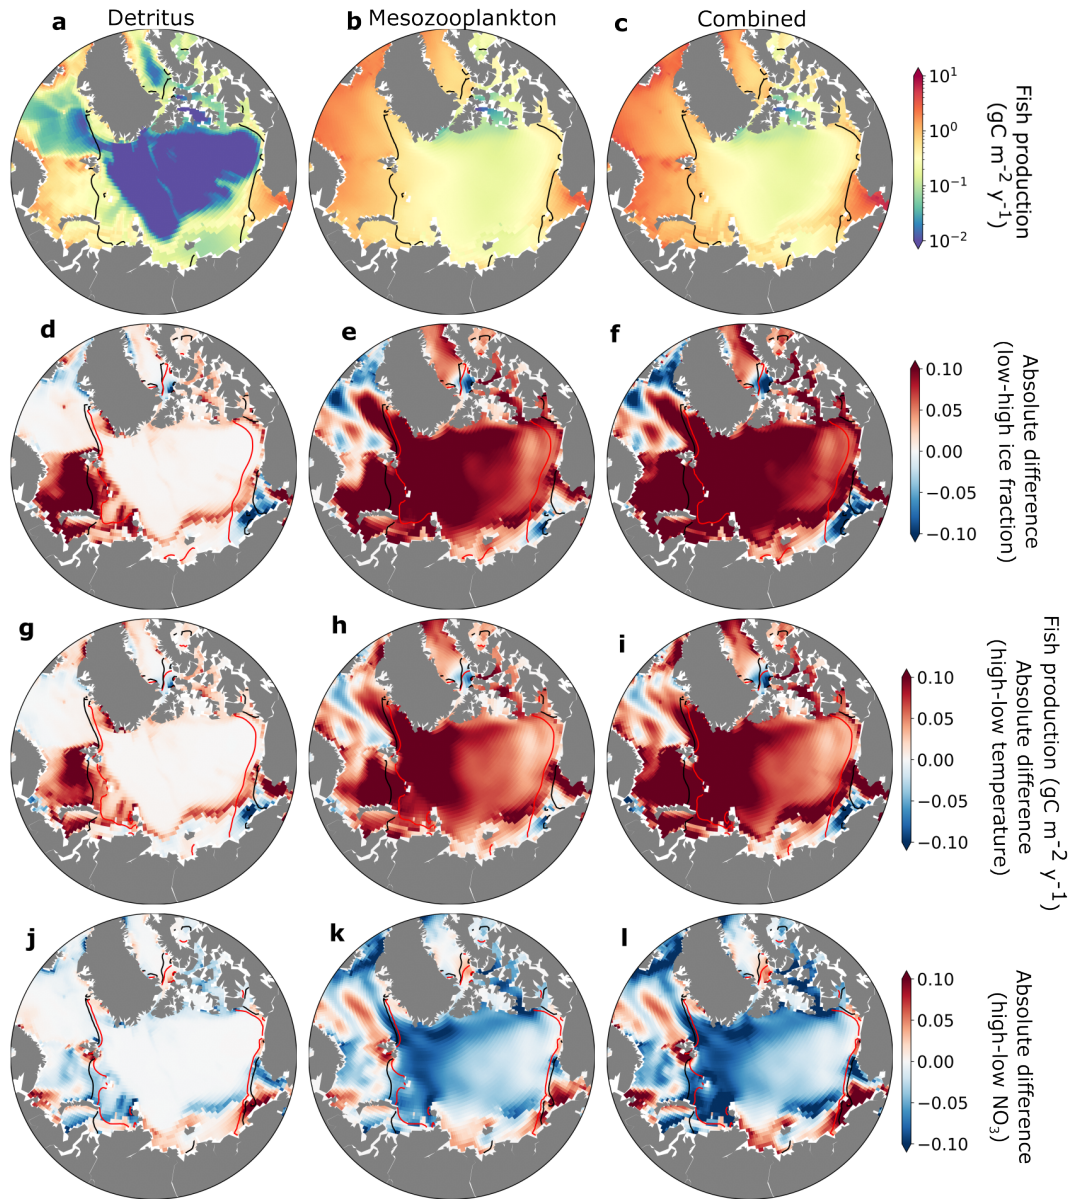 Detritus
Mesozooplankton
Combined
a
b
c
10¹
10⁰
10⁻¹
10⁻²
Fish production
(gC m⁻² y⁻¹)
d
e
f
0.10
0.05
0.00
−0.05
−0.10
Absolute difference
(low-high ice fraction)
g
h
i
0.10
0.05
0.00
−0.05
−0.10
Fish production (gC m⁻² y⁻¹)
Absolute difference
(high-low temperature)
j
k
l
0.10
0.05
0.00
−0.05
−0.10
Absolute difference
(high-low NO₃)